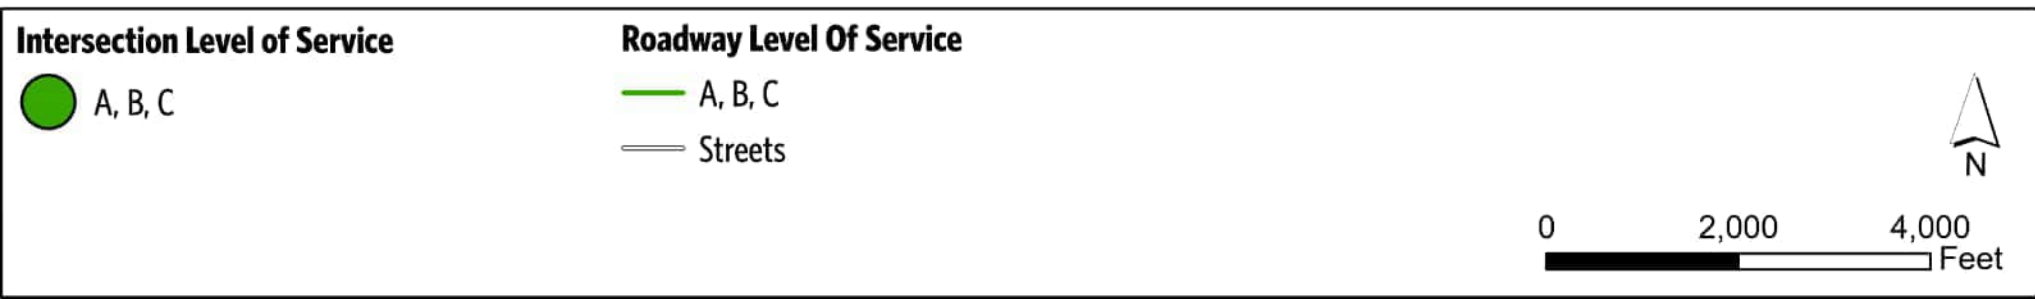 Intersection Level of Service
A, B, C
Roadway Level Of Service
A, B, C
Streets
N
0 2,000 4,000
Feet